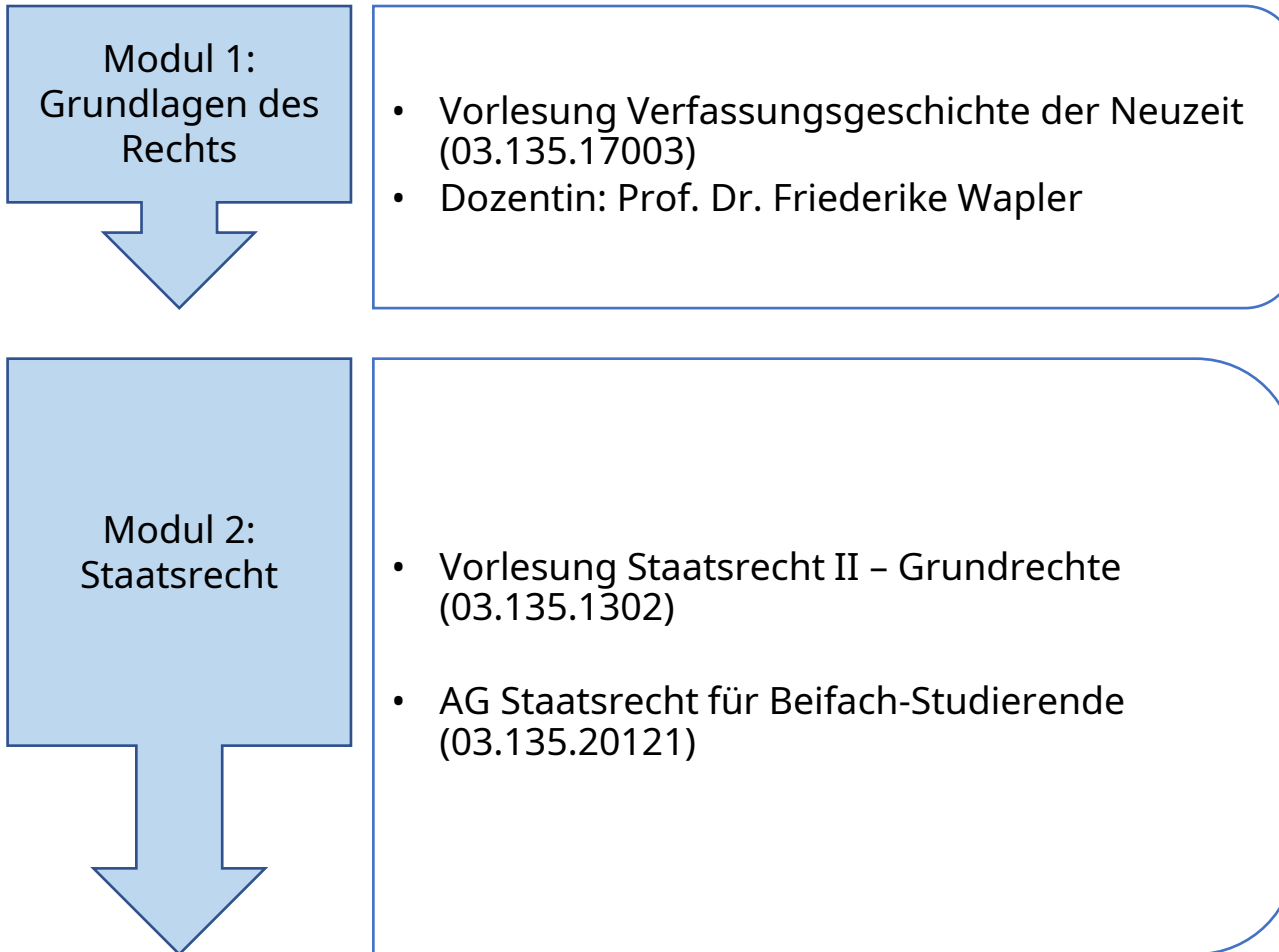 Modul 1:
Grundlagen des
Rechts
• Vorlesung Verfassungsgeschichte der Neuzeit
(03.135.17003)
• Dozentin: Prof. Dr. Friederike Wapler
Modul 2:
Staatsrecht
• Vorlesung Staatsrecht II – Grundrechte
(03.135.1302)
• AG Staatsrecht für Beifach-Studierende
(03.135.20121)